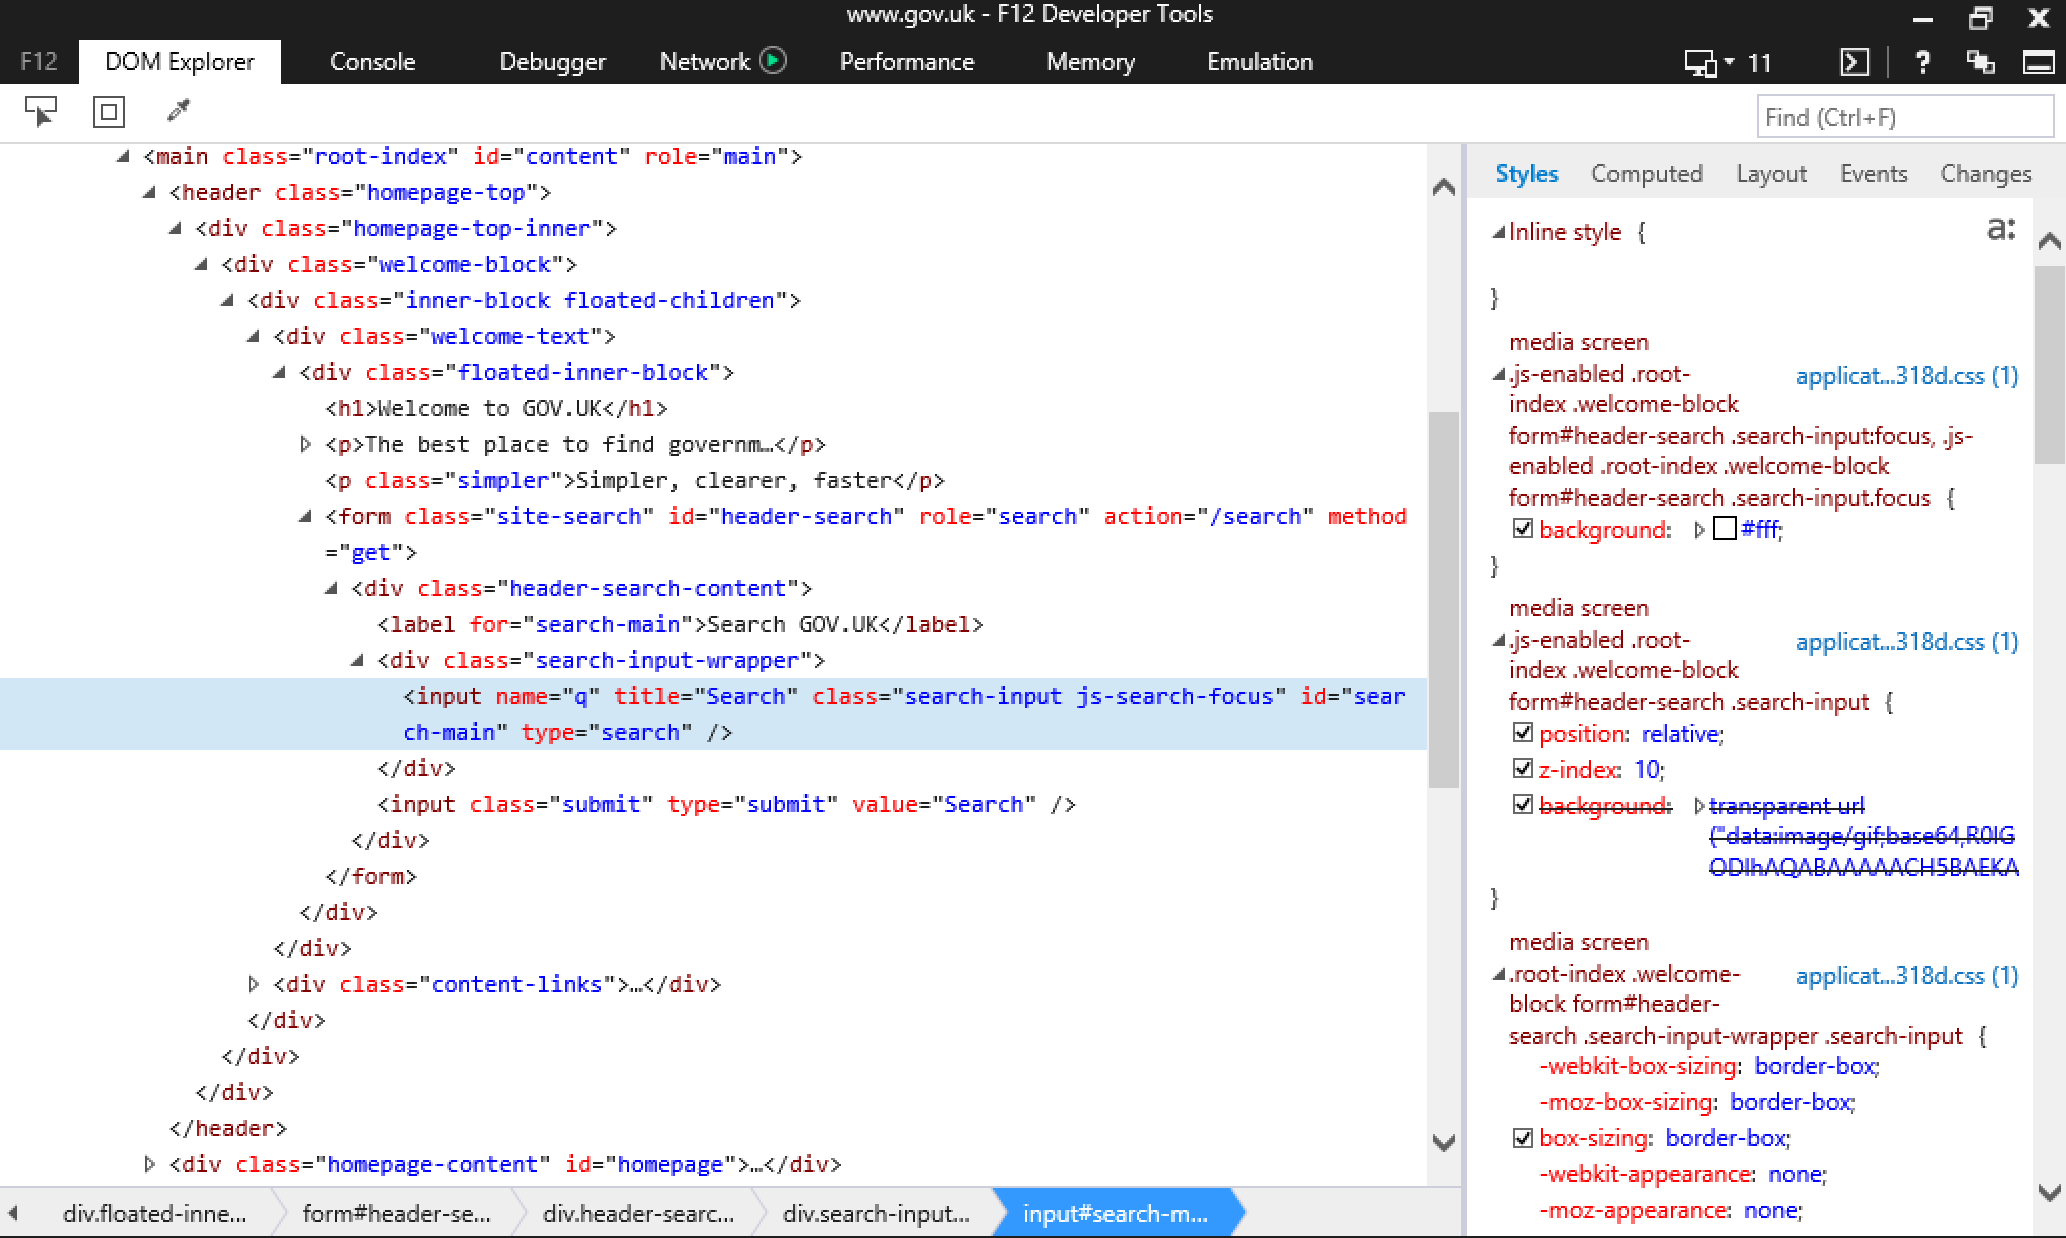 www.gov.uk - F12 Developer Tools
F12 DOM Explorer Console Debugger Network Performance Memory Emulation 11 ?
Find (Ctrl+F)
<main class="root-index" id="content" role="main">
<header class="homepage-top">
<div class="homepage-top-inner">
<div class="welcome-block">
<div class="inner-block floated-children">
<div class="welcome-text">
<div class="floated-inner-block">
<h1>Welcome to GOV.UK</h1>
<p>The best place to find governm…</p>
<p class="simpler">Simpler, clearer, faster</p>
<form class="site-search" id="header-search" role="search" action="/search" method
="get">
<div class="header-search-content">
<label for="search-main">Search GOV.UK</label>
<div class="search-input-wrapper">
<input name="q" title="Search" class="search-input js-search-focus" id="sear
ch-main" type="search" />
</div>
<input class="submit" type="submit" value="Search" />
</div>
</form>
</div>
</div>
<div class="content-links">…</div>
</div>
</div>
</div>
</header>
<div class="homepage-content" id="homepage">…</div>
div.floated-inne... form#header-se... div.header-searc... div.search-input... input#search-m...
Styles Computed Layout Events Changes
Inline style {
a:
}
media screen
.js-enabled .root- applicat...318d.css (1)
index .welcome-block
form#header-search .search-input:focus, .js-
enabled .root-index .welcome-block
form#header-search .search-input.focus {
background: #fff;
}
media screen
.js-enabled .root- applicat...318d.css (1)
index .welcome-block
form#header-search .search-input {
position: relative;
z-index: 10;
background: transparent url
("data:image/gif;base64,R0lG
ODlhAQABAAAAACH5BAEKA
}
media screen
.root-index .welcome- applicat...318d.css (1)
block form#header-
search .search-input-wrapper .search-input {
-webkit-box-sizing: border-box;
-moz-box-sizing: border-box;
box-sizing: border-box;
-webkit-appearance: none;
-moz-appearance: none;